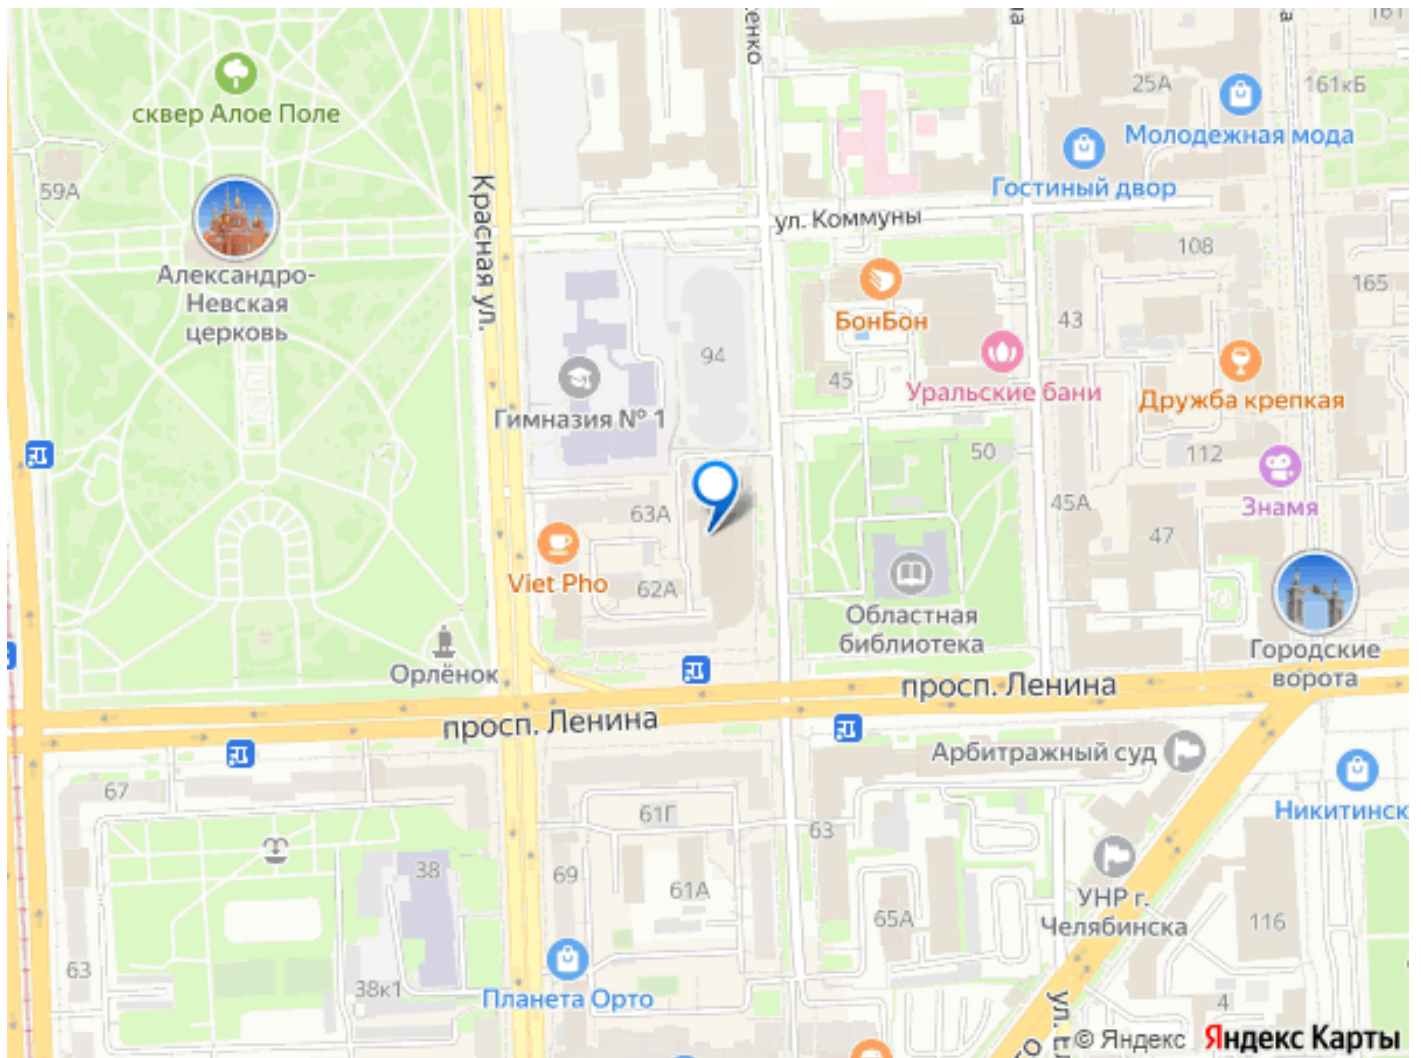 161
25А
161кБ
сквер Алое Поле
Молодежная мода
59А
Гостиный двор
Красная ул.
ул. Коммуны
108
Александро-
Невская
церковь
165
БонБон
43
94
45
Уральские бани
Гимназия № 1
Дружба крепкая
50
112
Знамя
63А
45А
47
Viet Pho
62А
Областная
библиотека
Городские
ворота
Орлёнок
просп. Ленина
просп. Ленина
Арбитражный суд
67
61Г
63
Никитинск
38
69
61А
УНР г.
Челябинска
65А
116
63
38к1
Планета Орто
4
ул.
© Яндекс Яндекс Карты